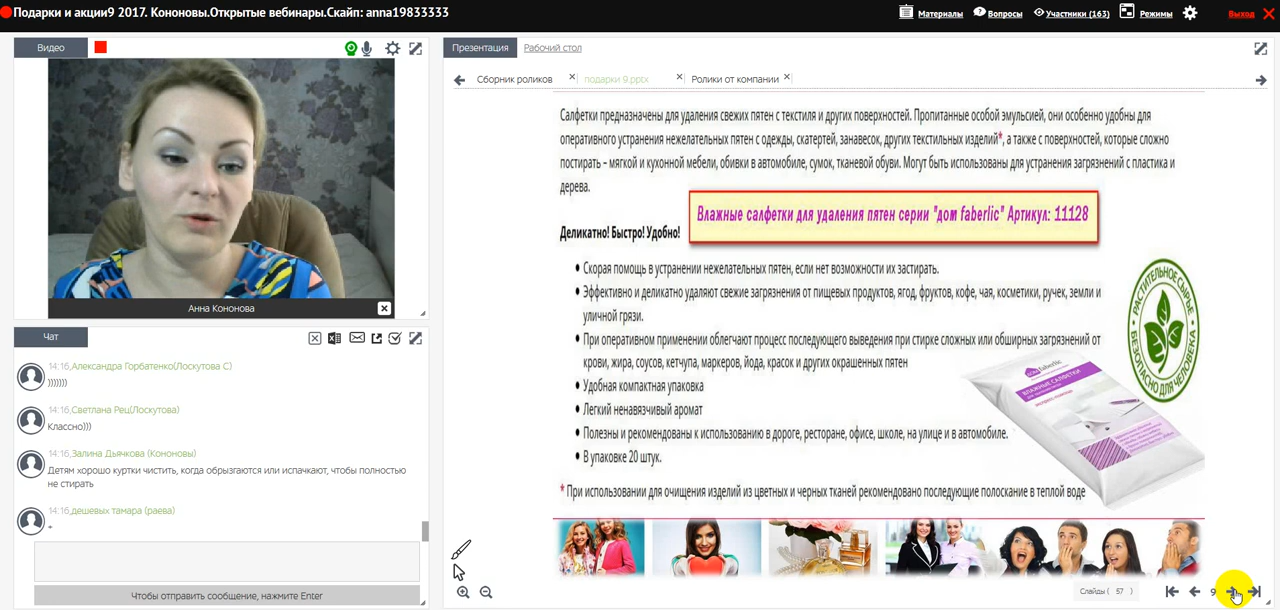 Подарки и акции9 2017. Кононовы.Открытые вебинары.Скайп: anna19833333
Материалы
Вопросы
Участники (163)
Режимы
Выход
Видео
Анна Кононова
Чат
14:16,Александра Горбатенко(Лоскутова С)
)))))))
14:16,Светлана Рец(Лоскутова)
Классно)))
14:16,Залина Дьячкова (Кононовы)
Детям хорошо куртки чистить, когда обрызгаются или испачкают, чтобы полностью
не стирать
14:16,дешевых тамара (раева)
+
Чтобы отправить сообщение, нажмите Enter
Презентация
Рабочий стол
Сборник роликов
подарки 9.pptx
Ролики от компании
Салфетки предназначены для удаления свежих пятен с текстиля и других поверхностей. Пропитанные особой эмульсией, они особенно удобны для
оперативного устранения нежелательных пятен с одежды, скатертей, занавесок, других текстильных изделий*, а также с поверхностей, которые сложно
постирать – мягкой и кухонной мебели, обивки в автомобиле, сумок, тканевой обуви. Могут быть использованы для устранения загрязнений с пластика и
дерева.
Влажные салфетки для удаления пятен серии "дом faberlic" Артикул: 11128
Деликатно! Быстро! Удобно!
● Скорая помощь в устранении нежелательных пятен, если нет возможности их застирать.
● Эффективно и деликатно удаляют свежие загрязнения от пищевых продуктов, ягод, фруктов, кофе, чая, косметики, ручек, земли и
уличной грязи.
● При оперативном применении облегчают процесс последующего выведения при стирке сложных или обширных загрязнений от
крови, жира, соусов, кетчупа, маркеров, йода, красок и других окрашенных пятен
● Удобная компактная упаковка
● Легкий ненавязчивый аромат
● Полезны и рекомендованы к использованию в дороге, ресторане, офисе, школе, на улице и в автомобиле.
● В упаковке 20 штук.
* При использовании для очищения изделий из цветных и черных тканей рекомендовано последующие полоскание в теплой воде
РАСТИТЕЛЬНОЕ СЫРЬЕ
БЕЗОПАСНО ДЛЯ ЧЕЛОВЕКА
faberlic
ВЛАЖНЫЕ САЛФЕТКИ
Слайды ( 57 )
9